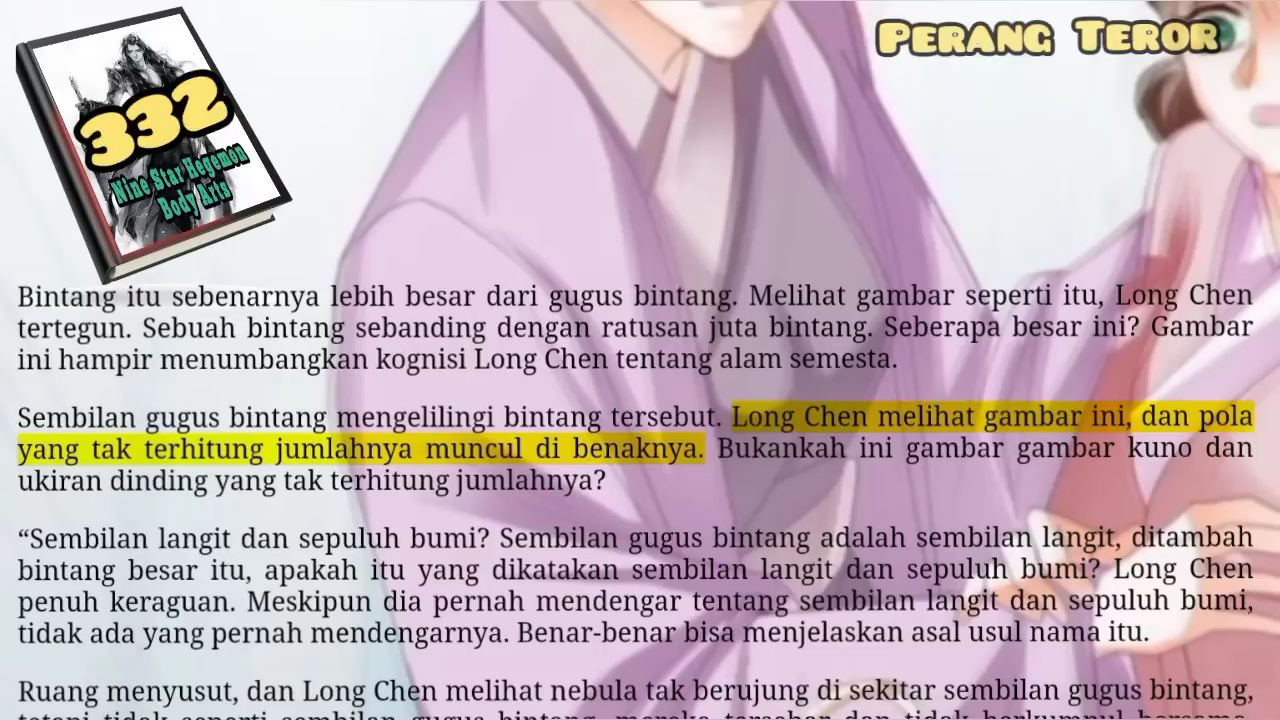 PERANG TEROR
332
Nine Star Hegemon
Body Arts
Bintang itu sebenarnya lebih besar dari gugus bintang. Melihat gambar seperti itu, Long Chen
tertegun. Sebuah bintang sebanding dengan ratusan juta bintang. Seberapa besar ini? Gambar
ini hampir menumbangkan kognisi Long Chen tentang alam semesta.
Sembilan gugus bintang mengelilingi bintang tersebut. Long Chen melihat gambar ini, dan pola
yang tak terhitung jumlahnya muncul di benaknya. Bukankah ini gambar gambar kuno dan
ukiran dinding yang tak terhitung jumlahnya?
“Sembilan langit dan sepuluh bumi? Sembilan gugus bintang adalah sembilan langit, ditambah
bintang besar itu, apakah itu yang dikatakan sembilan langit dan sepuluh bumi? Long Chen
penuh keraguan. Meskipun dia pernah mendengar tentang sembilan langit dan sepuluh bumi,
tidak ada yang pernah mendengarnya. Benar-benar bisa menjelaskan asal usul nama itu.
Ruang menyusut, dan Long Chen melihat nebula tak berujung di sekitar sembilan gugus bintang,